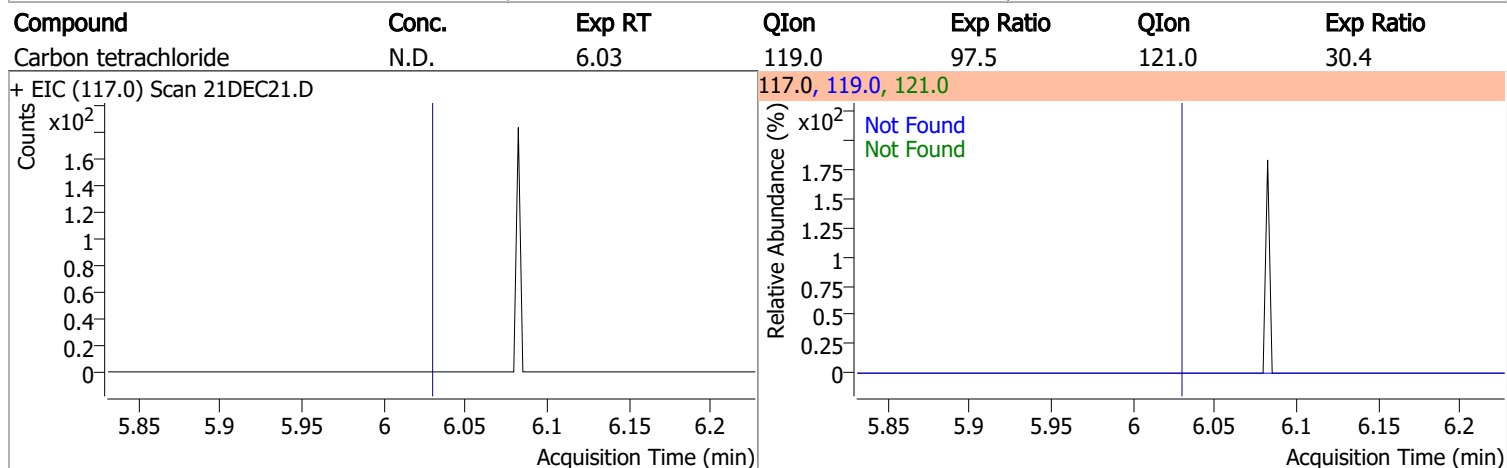 Compound Conc. Exp RT QIon Exp Ratio QIon Exp Ratio
Carbon tetrachloride N.D. 6.03 119.0 97.5 121.0 30.4
+ EIC (117.0) Scan 21DEC21.D
Counts
x10²
1.6
1.4
1.2
1
0.8
0.6
0.4
0.2
0
5.85 5.9 5.95 6 6.05 6.1 6.15 6.2
Acquisition Time (min)
117.0, 119.0, 121.0
Relative Abundance (%)
x10²
Not Found
Not Found
1.75
1.5
1.25
1
0.75
0.5
0.25
0
5.85 5.9 5.95 6 6.05 6.1 6.15 6.2
Acquisition Time (min)